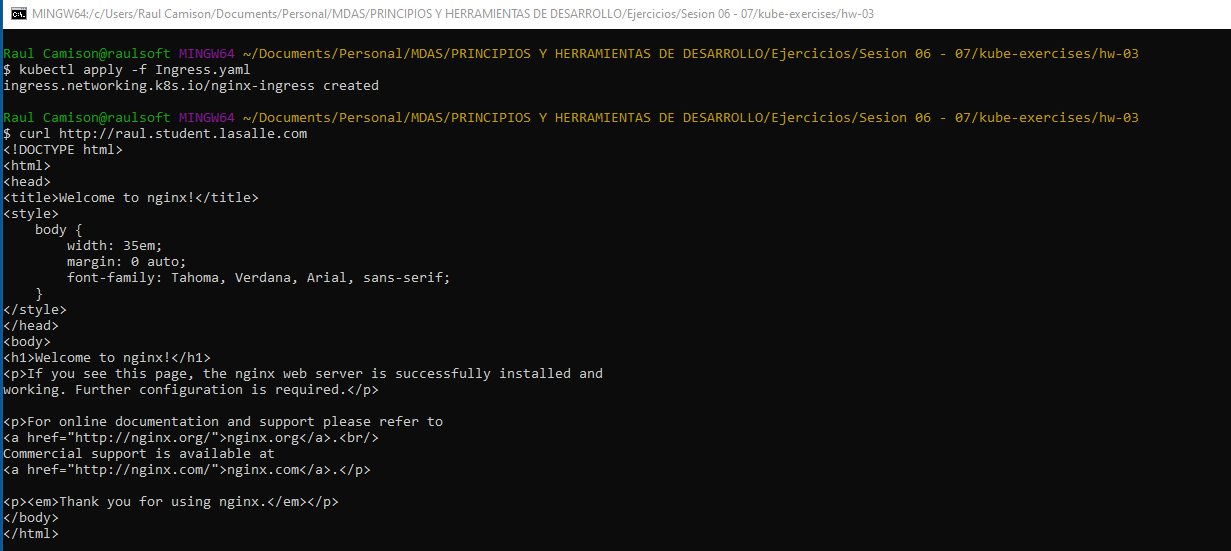 MINGW64:/c/Users/Raul Camison/Documents/Personal/MDAS/PRINCIPIOS Y HERRAMIENTAS DE DESARROLLO/Ejercicios/Sesion 06 - 07/kube-exercises/hw-03
Raul Camison@raulsoft MINGW64 ~/Documents/Personal/MDAS/PRINCIPIOS Y HERRAMIENTAS DE DESARROLLO/Ejercicios/Sesion 06 - 07/kube-exercises/hw-03
$ kubectl apply -f Ingress.yaml
ingress.networking.k8s.io/nginx-ingress created
Raul Camison@raulsoft MINGW64 ~/Documents/Personal/MDAS/PRINCIPIOS Y HERRAMIENTAS DE DESARROLLO/Ejercicios/Sesion 06 - 07/kube-exercises/hw-03
$ curl http://raul.student.lasalle.com
<!DOCTYPE html>
<html>
<head>
<title>Welcome to nginx!</title>
<style>
    body {
        width: 35em;
        margin: 0 auto;
        font-family: Tahoma, Verdana, Arial, sans-serif;
    }
</style>
</head>
<body>
<h1>Welcome to nginx!</h1>
<p>If you see this page, the nginx web server is successfully installed and
working. Further configuration is required.</p>
<p>For online documentation and support please refer to
<a href="http://nginx.org/">nginx.org</a>.<br/>
Commercial support is available at
<a href="http://nginx.com/">nginx.com</a>.</p>
<p><em>Thank you for using nginx.</em></p>
</body>
</html>